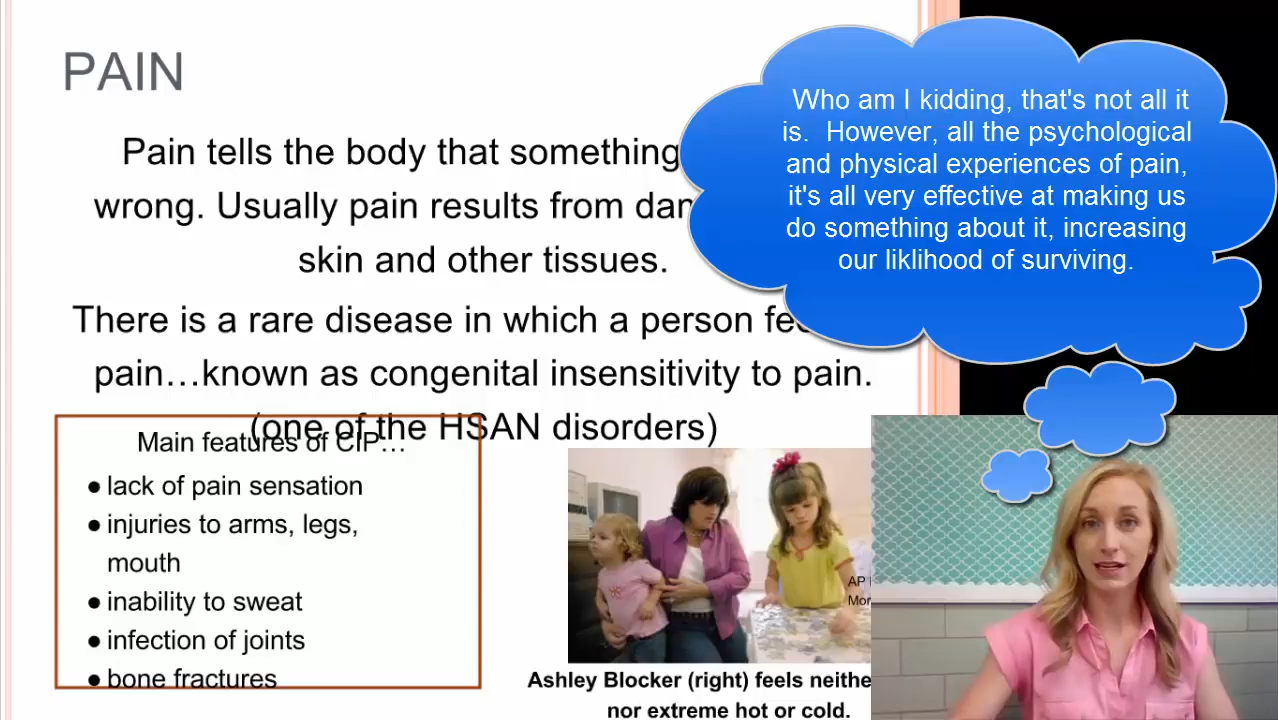 PAIN
Pain tells the body that something
wrong. Usually pain results from dam
skin and other tissues.
There is a rare disease in which a person fe
pain…known as congenital insensitivity to pain.
(one of the HSAN disorders)
Who am I kidding, that's not all it
is. However, all the psychological
and physical experiences of pain,
it's all very effective at making us
do something about it, increasing
our liklihood of surviving.
Main features of CIP…
● lack of pain sensation
● injuries to arms, legs,
mouth
● inability to sweat
● infection of joints
● bone fractures
AP
Mor
Ashley Blocker (right) feels neithe
nor extreme hot or cold.